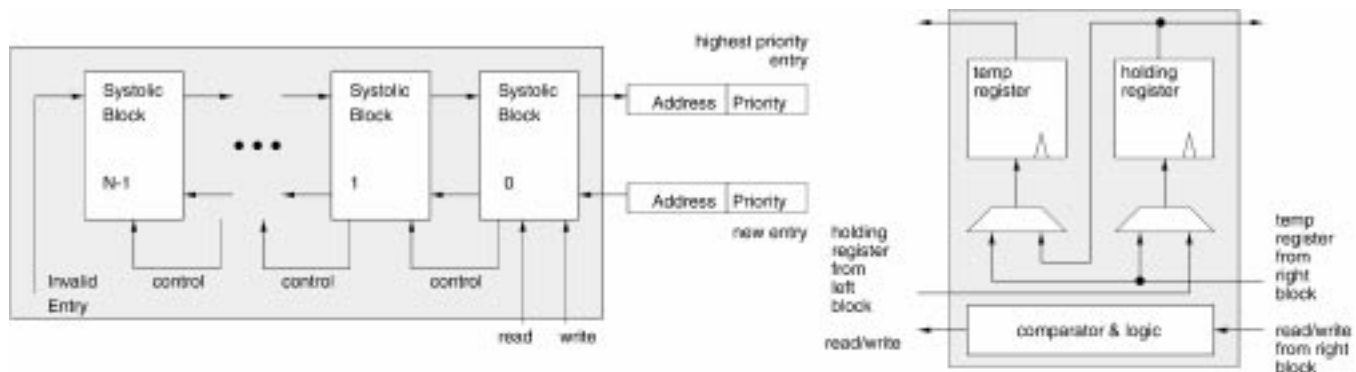 highest priority
entry
Systolic
Block
N-1
Systolic
Block
1
Systolic
Block
0
Address Priority
Address Priority
new entry
control
control
control
Invalid
Entry
read
write
temp
register
holding
register
holding
register
from
left
block
temp
register
from
right
block
comparator & logic
read/write
read/write
from right
block